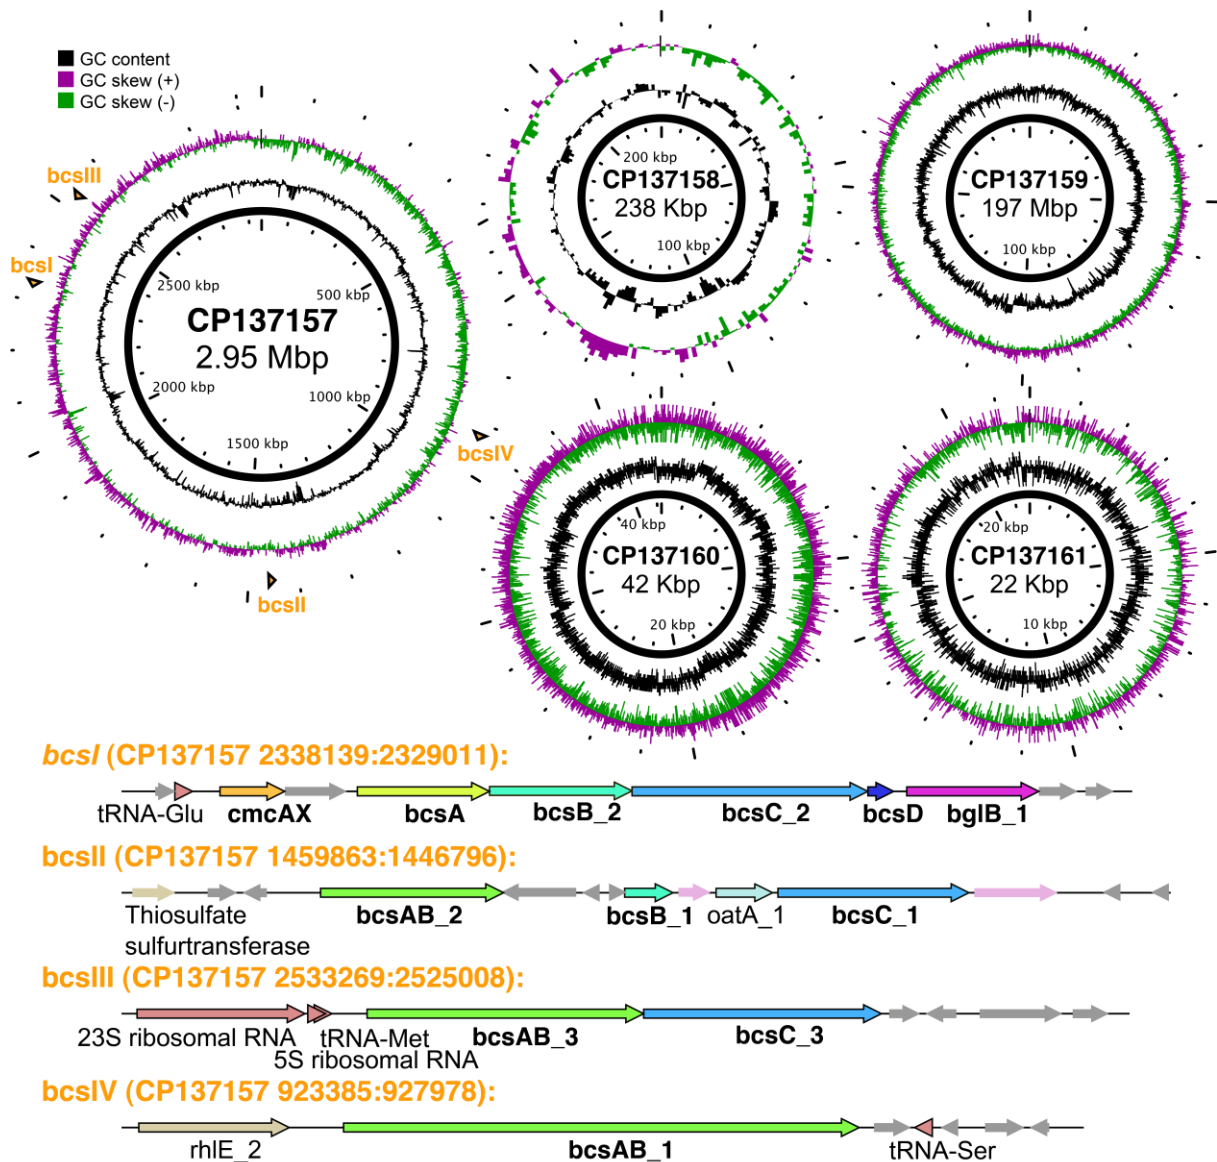 GC content
GC skew (+)
GC skew (-)
bcsIII
bcsI
bcsIV
bcsII
2500 kbp
500 kbp
CP137157
2.95 Mbp
2000 kbp
1000 kbp
1500 kbp
200 kbp
CP137158
238 Kbp
100 kbp
CP137159
197 Mbp
100 kbp
40 kbp
CP137160
42 Kbp
20 kbp
20 kbp
CP137161
22 Kbp
10 kbp
bcsI (CP137157 2338139:2329011):
tRNA-Glu
cmcAX
bcsA
bcsB_2
bcsC_2
bcsD
bglB_1
bcsII (CP137157 1459863:1446796):
Thiosulfate
sulfurtransferase
bcsAB_2
bcsB_1
oatA_1
bcsC_1
bcsIII (CP137157 2533269:2525008):
23S ribosomal RNA
tRNA-Met
5S ribosomal RNA
bcsAB_3
bcsC_3
bcsIV (CP137157 923385:927978):
rhlE_2
bcsAB_1
tRNA-Ser